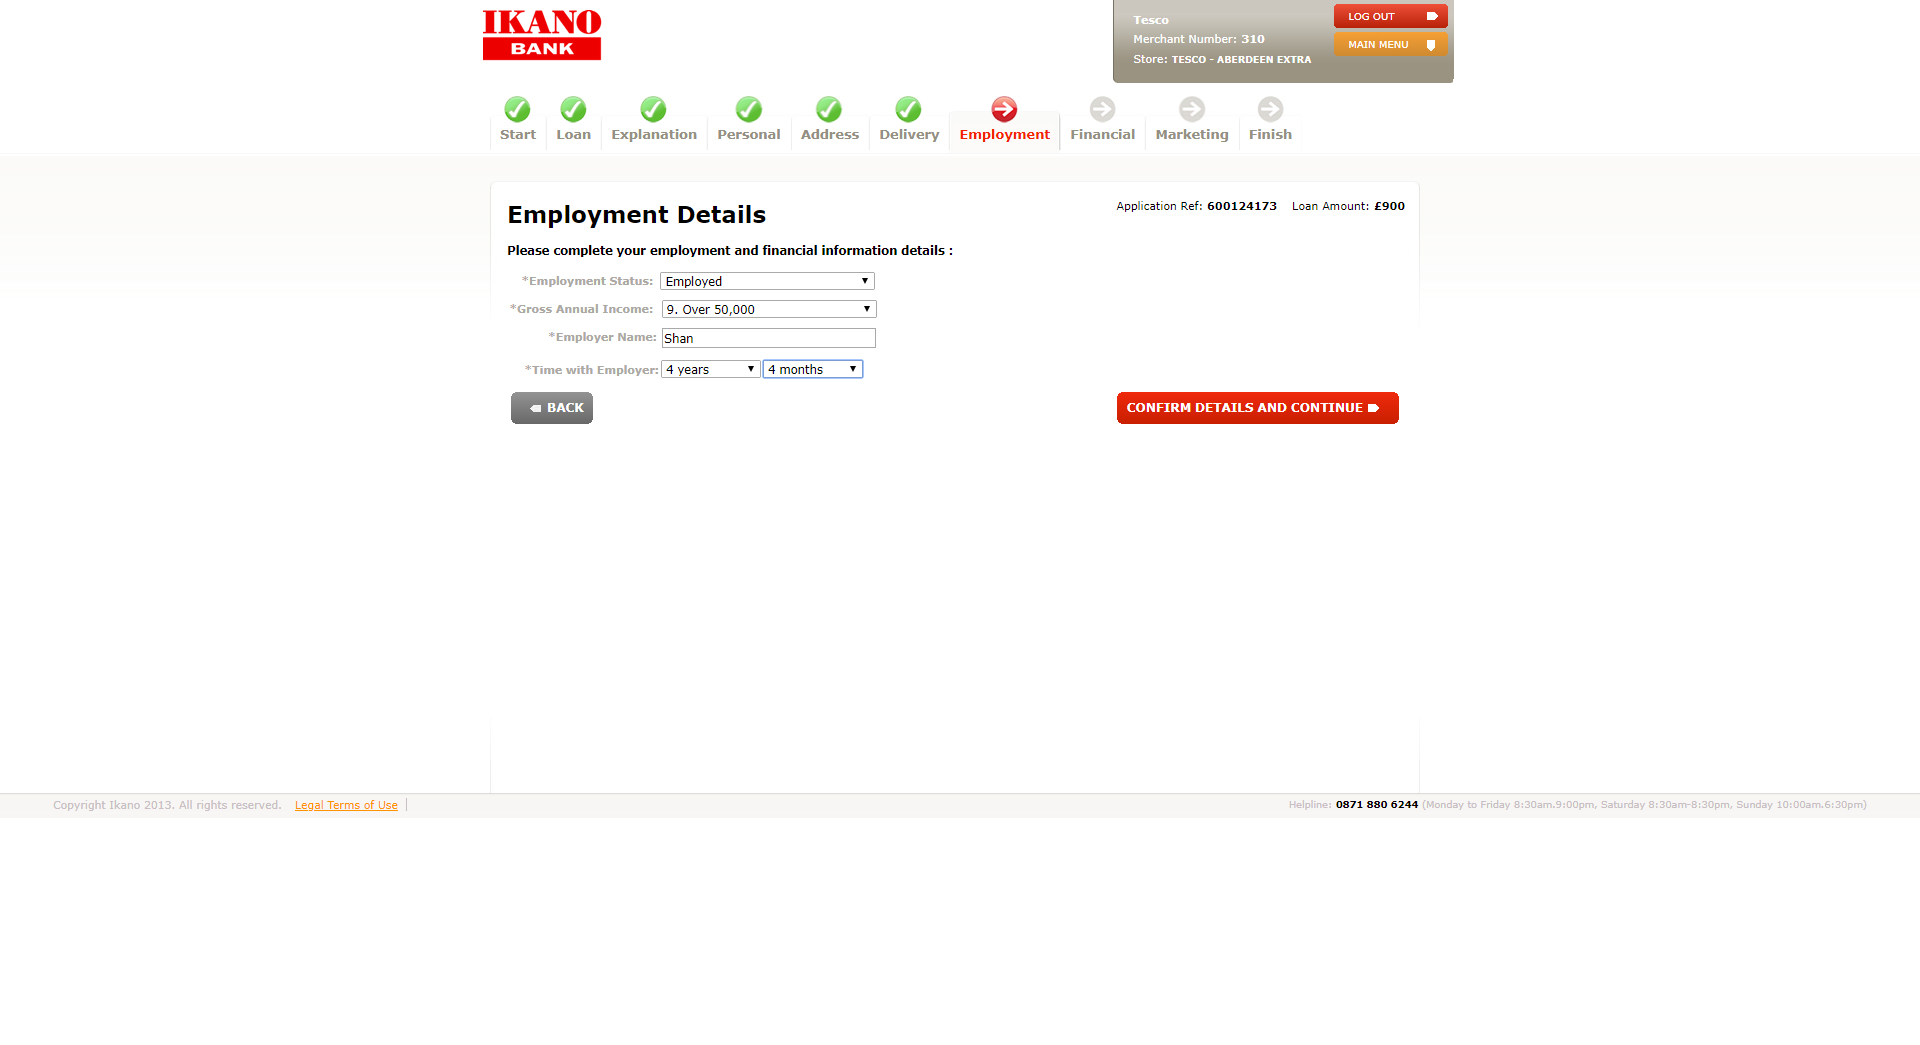 IKANO
BANK
Tesco
Merchant Number: 310
Store: TESCO - ABERDEEN EXTRA
LOG OUT
MAIN MENU
Start
Loan
Explanation
Personal
Address
Delivery
Employment
Financial
Marketing
Finish
Employment Details
Application Ref: 600124173 Loan Amount: £900
Please complete your employment and financial information details :
*Employment Status: Employed
*Gross Annual Income: 9. Over 50,000
*Employer Name: Shan
*Time with Employer: 4 years 4 months
BACK
CONFIRM DETAILS AND CONTINUE
Copyright Ikano 2013. All rights reserved. Legal Terms of Use
Helpline: 0871 880 6244 (Monday to Friday 8:30am.9:00pm, Saturday 8:30am-8:30pm, Sunday 10:00am.6:30pm)